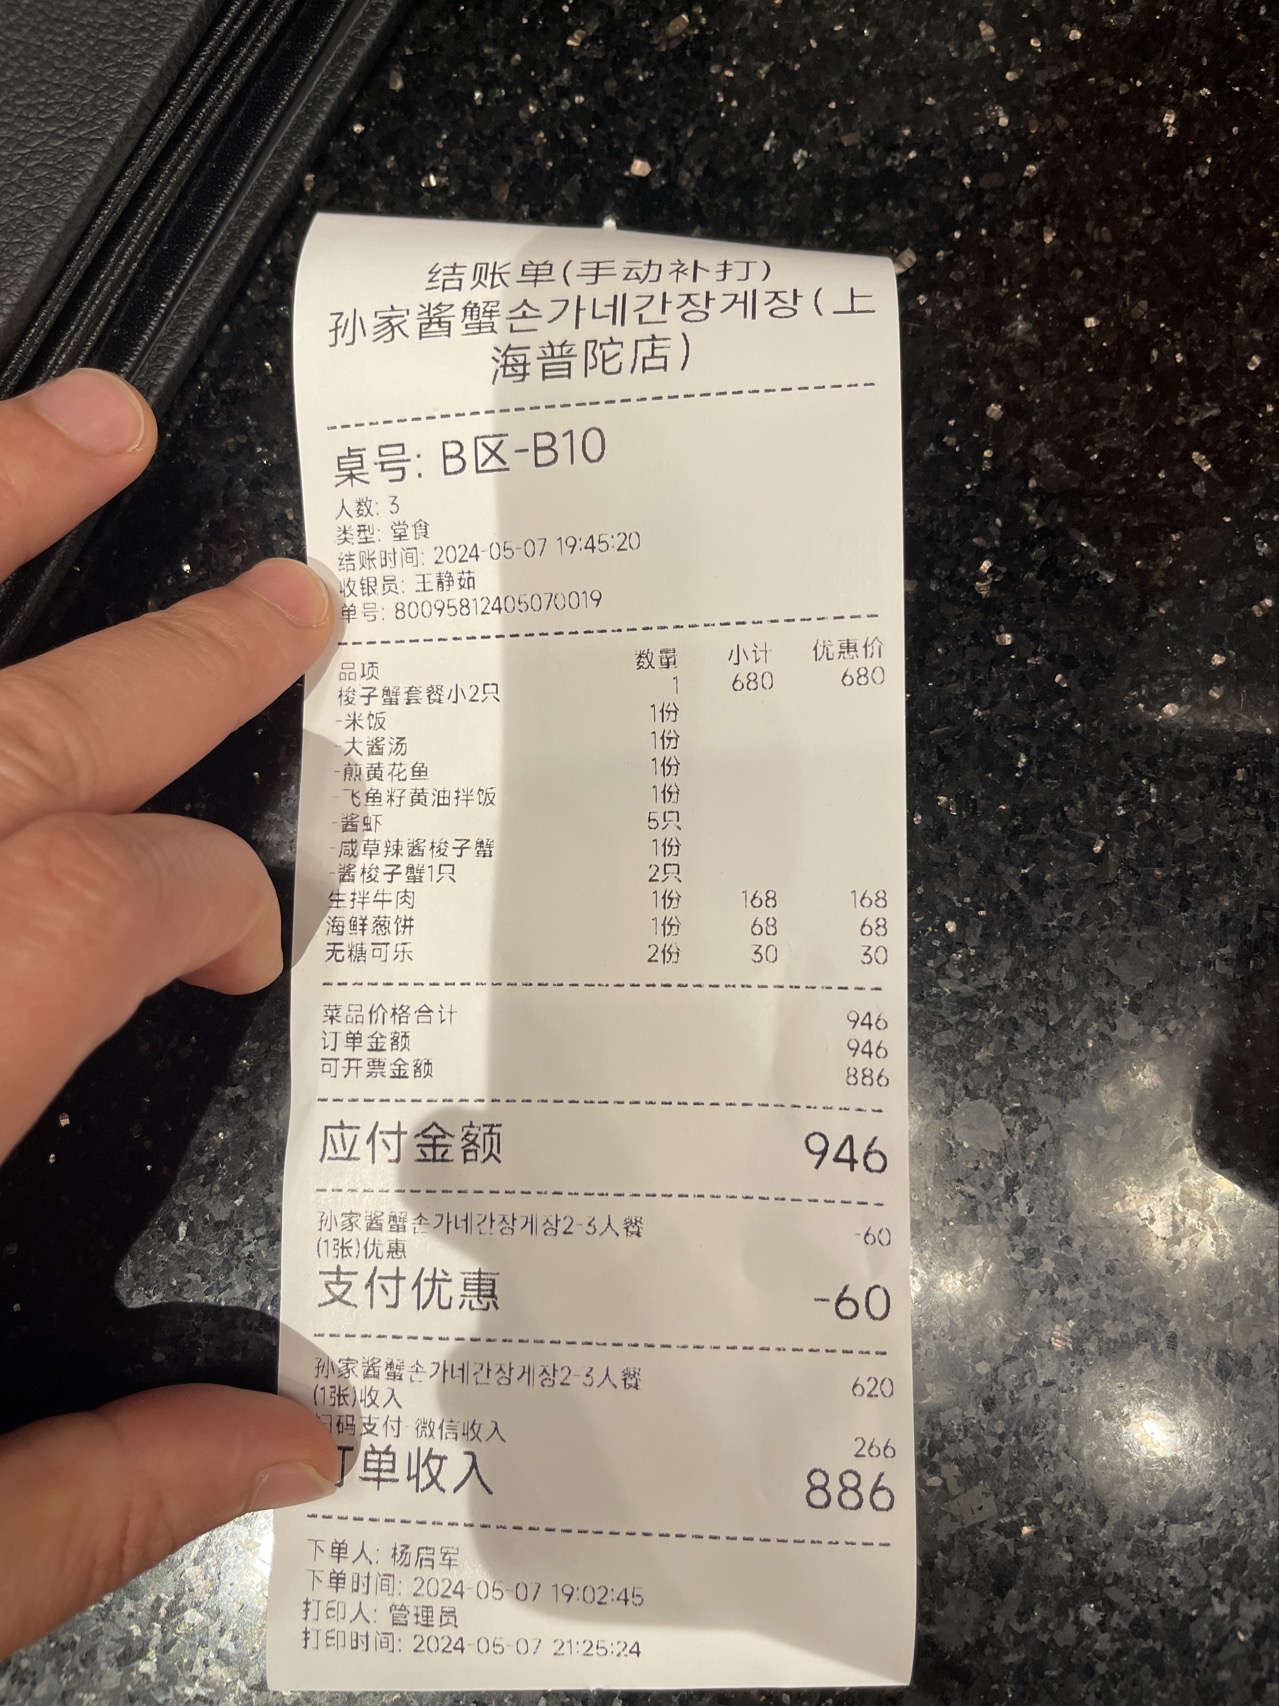 结账单(手动补打)
孙家酱蟹손가네간장게장(上
海普陀店)
桌号: B区-B10
人数: 3
类型: 堂食
结账时间: 2024-05-07 19:45:20
收银员: 王静茹
单号: 80095812405070019
品项 数量 小计 优惠价
梭子蟹套餐小2只 1 680 680
-米饭 1份
-大酱汤 1份
-煎黄花鱼 1份
-飞鱼籽黄油拌饭 1份
-酱虾 5只
-咸草辣酱梭子蟹 1份
-酱梭子蟹1只 2只
生拌牛肉 1份 168 168
海鲜葱饼 1份 68 68
无糖可乐 2份 30 30
菜品价格合计 946
订单金额 946
可开票金额 886
应付金额 946
孙家酱蟹손가네간장게장2-3人餐 -60
(1张)优惠
支付优惠 -60
孙家酱蟹손가네간장게장2-3人餐 620
(1张)收入
扫码支付-微信收入 266
订单收入 886
下单人: 杨启军
下单时间: 2024-05-07 19:02:45
打印人: 管理员
打印时间: 2024-05-07 21:25:24